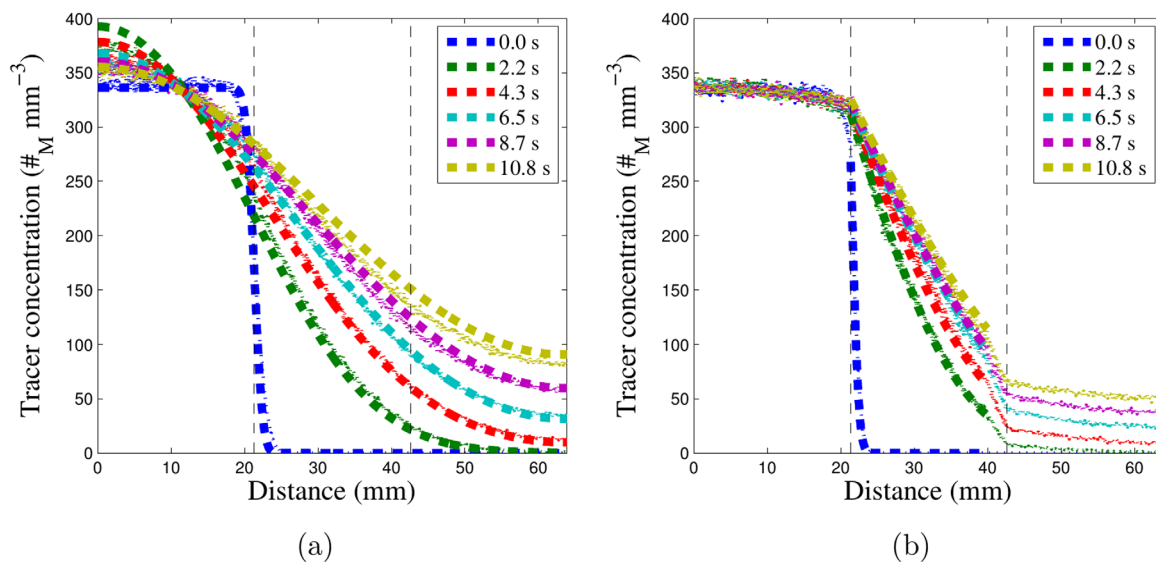 400
350
300
250
200
150
100
50
0
Tracer concentration (#_M mm⁻³)
0 10 20 30 40 50 60
Distance (mm)
0.0 s
2.2 s
4.3 s
6.5 s
8.7 s
10.8 s
(a)
400
350
300
250
200
150
100
50
0
Tracer concentration (#_M mm⁻³)
0 10 20 30 40 50 60
Distance (mm)
0.0 s
2.2 s
4.3 s
6.5 s
8.7 s
10.8 s
(b)